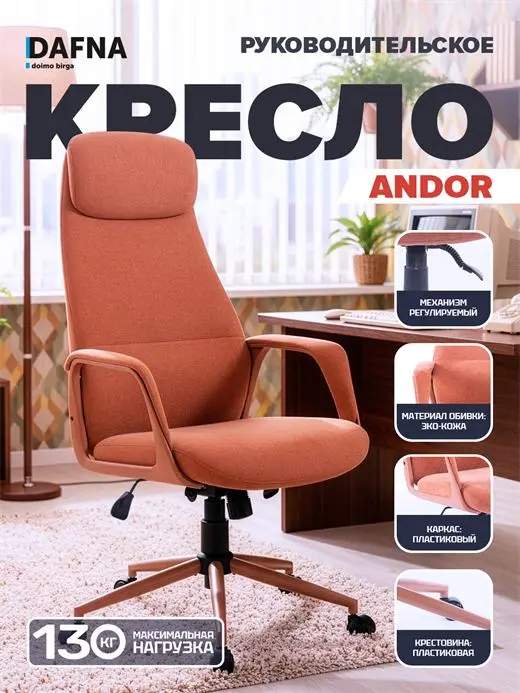 DAFNA
doimo birga
РУКОВОДИТЕЛЬСКОЕ
КРЕСЛО
ANDOR
МЕХАНИЗМ
РЕГУЛИРУЕМЫЙ
МАТЕРИАЛ ОБИВКИ:
ЭКО-КОЖА
КАРКАС:
ПЛАСТИКОВЫЙ
КРЕСТОВИНА:
ПЛАСТИКОВАЯ
130 КГ
МАКСИМАЛЬНАЯ
НАГРУЗКА